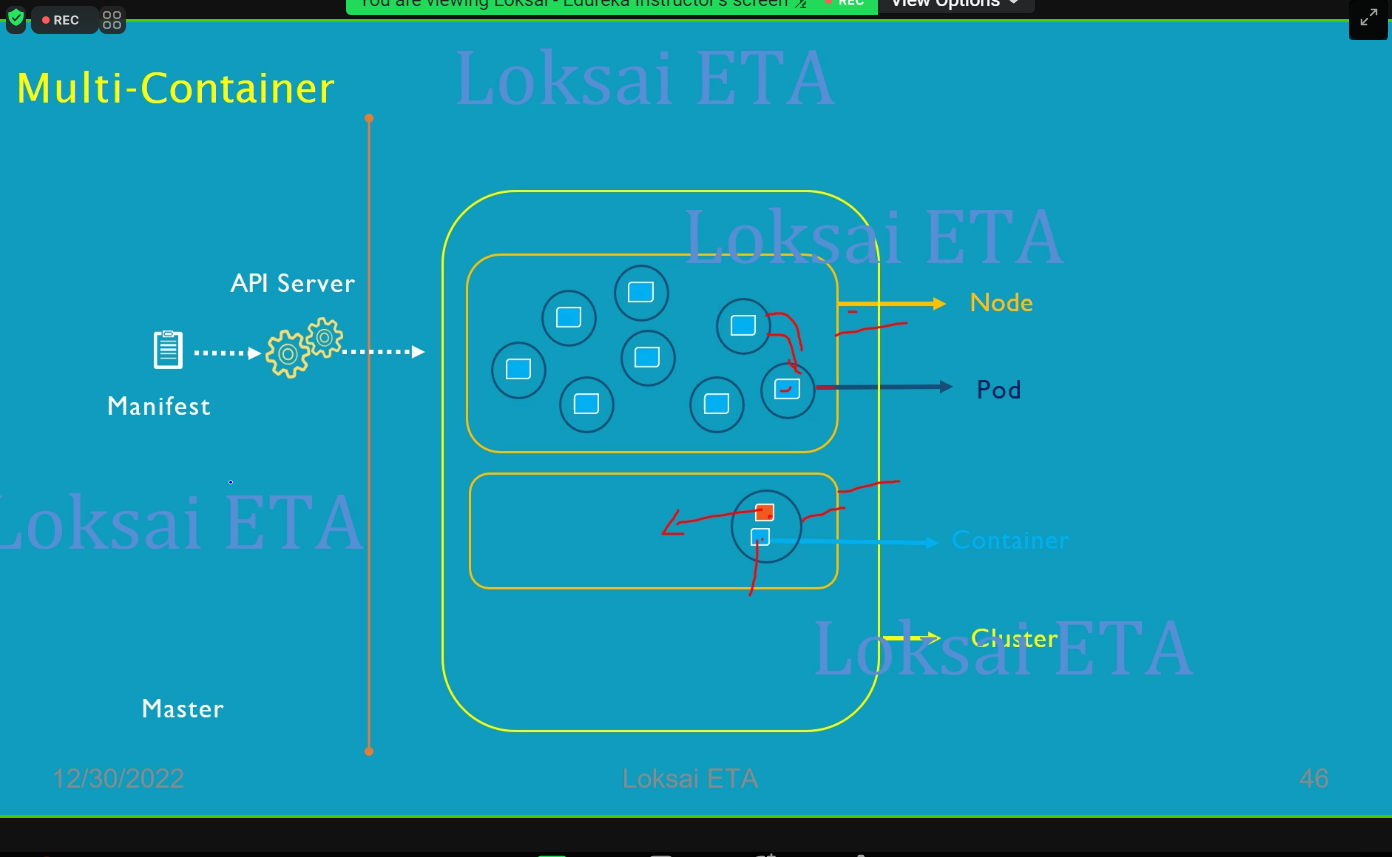 You are viewing Loksai - Edureka Instructor's screen
REC
View Options
REC
Loksai ETA
Multi-Container
Loksai ETA
API Server
Node
Pod
Manifest
Loksai ETA
Container
Loksai ETA
Cluster
Master
12/30/2022
Loksai ETA
46